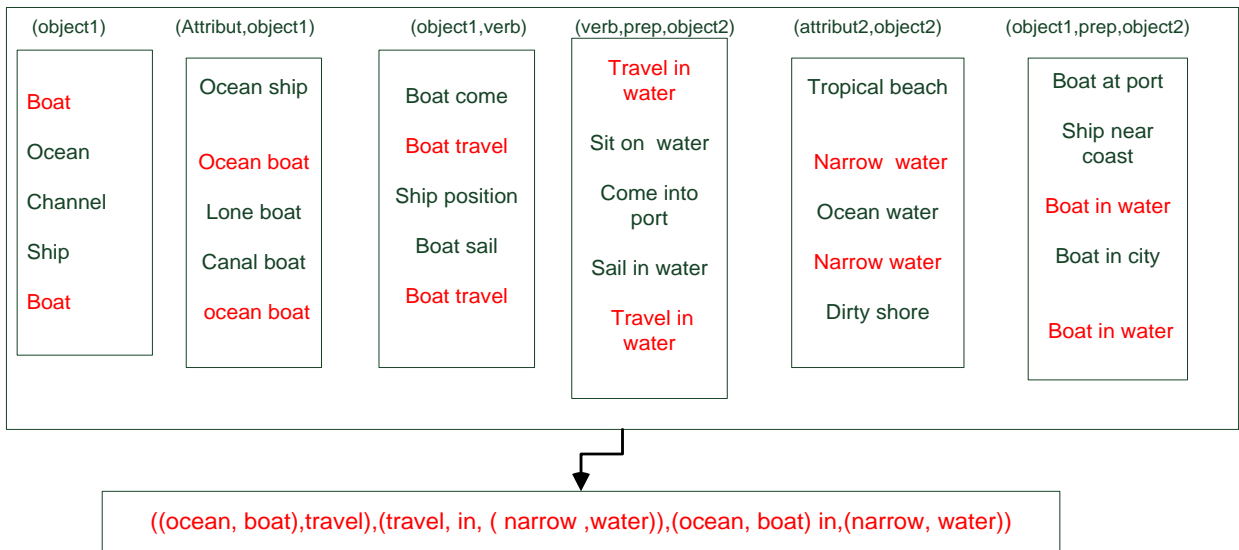 (object1)
Boat
Ocean
Channel
Ship
Boat
(Attribut,object1)
Ocean ship
Ocean boat
Lone boat
Canal boat
ocean boat
(object1,verb)
Boat come
Boat travel
Ship position
Boat sail
Boat travel
(verb,prep,object2)
Travel in
water
Sit on water
Come into
port
Sail in water
Travel in
water
(attribut2,object2)
Tropical beach
Narrow water
Ocean water
Narrow water
Dirty shore
(object1,prep,object2)
Boat at port
Ship near
coast
Boat in water
Boat in city
Boat in water
((ocean, boat),travel),(travel, in, ( narrow ,water)),(ocean, boat) in,(narrow, water))